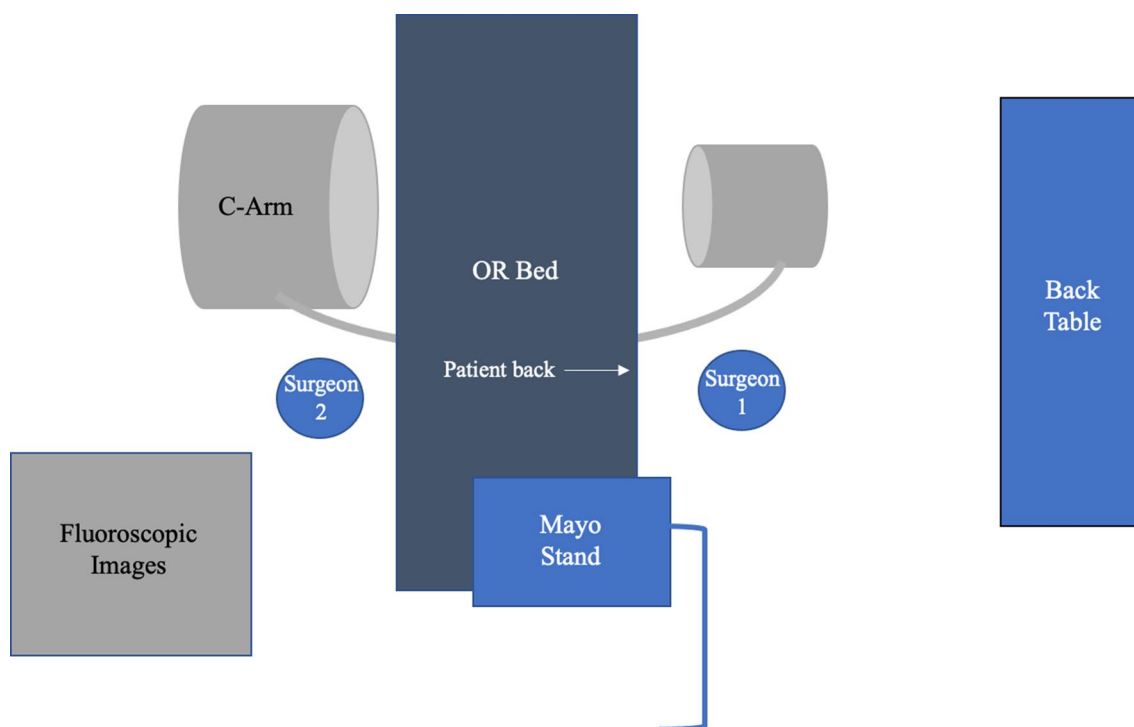 C-Arm
OR Bed
Back
Table
Patient back
Surgeon
2
Surgeon
1
Fluoroscopic
Images
Mayo
Stand